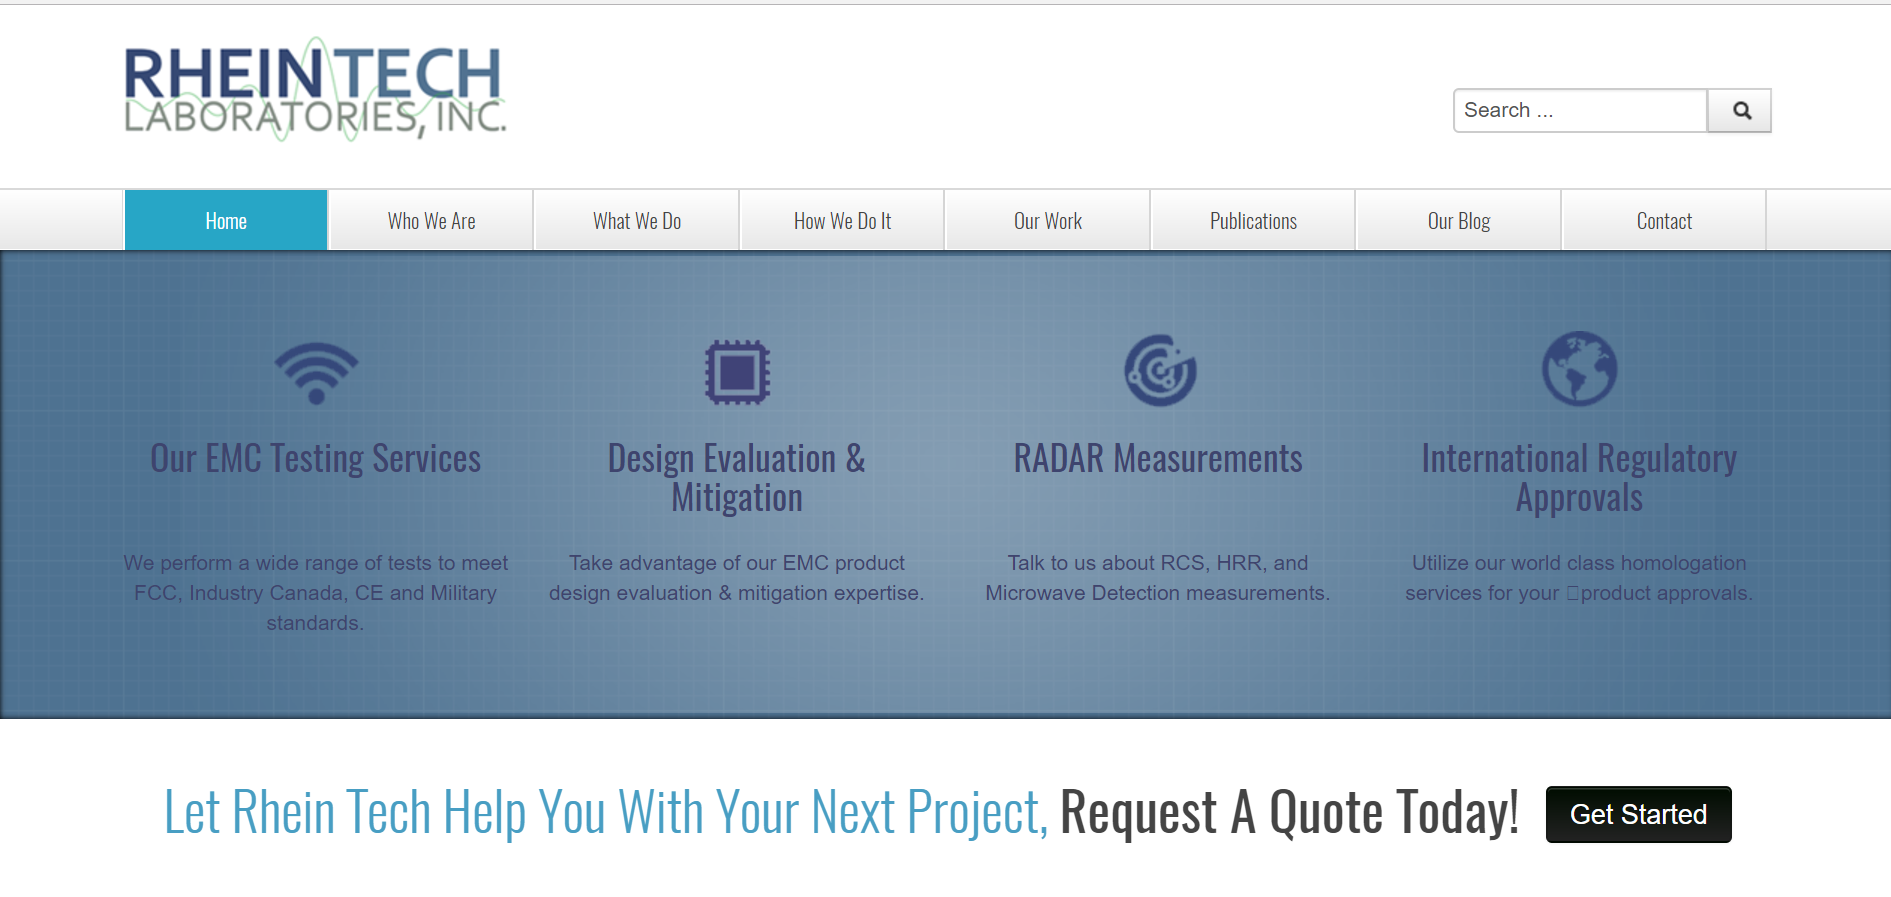 RHEINTECH
LABORATORIES, INC.
Search ...
Home
Who We Are
What We Do
How We Do It
Our Work
Publications
Our Blog
Contact
Our EMC Testing Services
We perform a wide range of tests to meet
FCC, Industry Canada, CE and Military
standards.
Design Evaluation &
Mitigation
Take advantage of our EMC product
design evaluation & mitigation expertise.
RADAR Measurements
Talk to us about RCS, HRR, and
Microwave Detection measurements.
International Regulatory
Approvals
Utilize our world class homologation
services for your product approvals.
Let Rhein Tech Help You With Your Next Project, Request A Quote Today!
Get Started